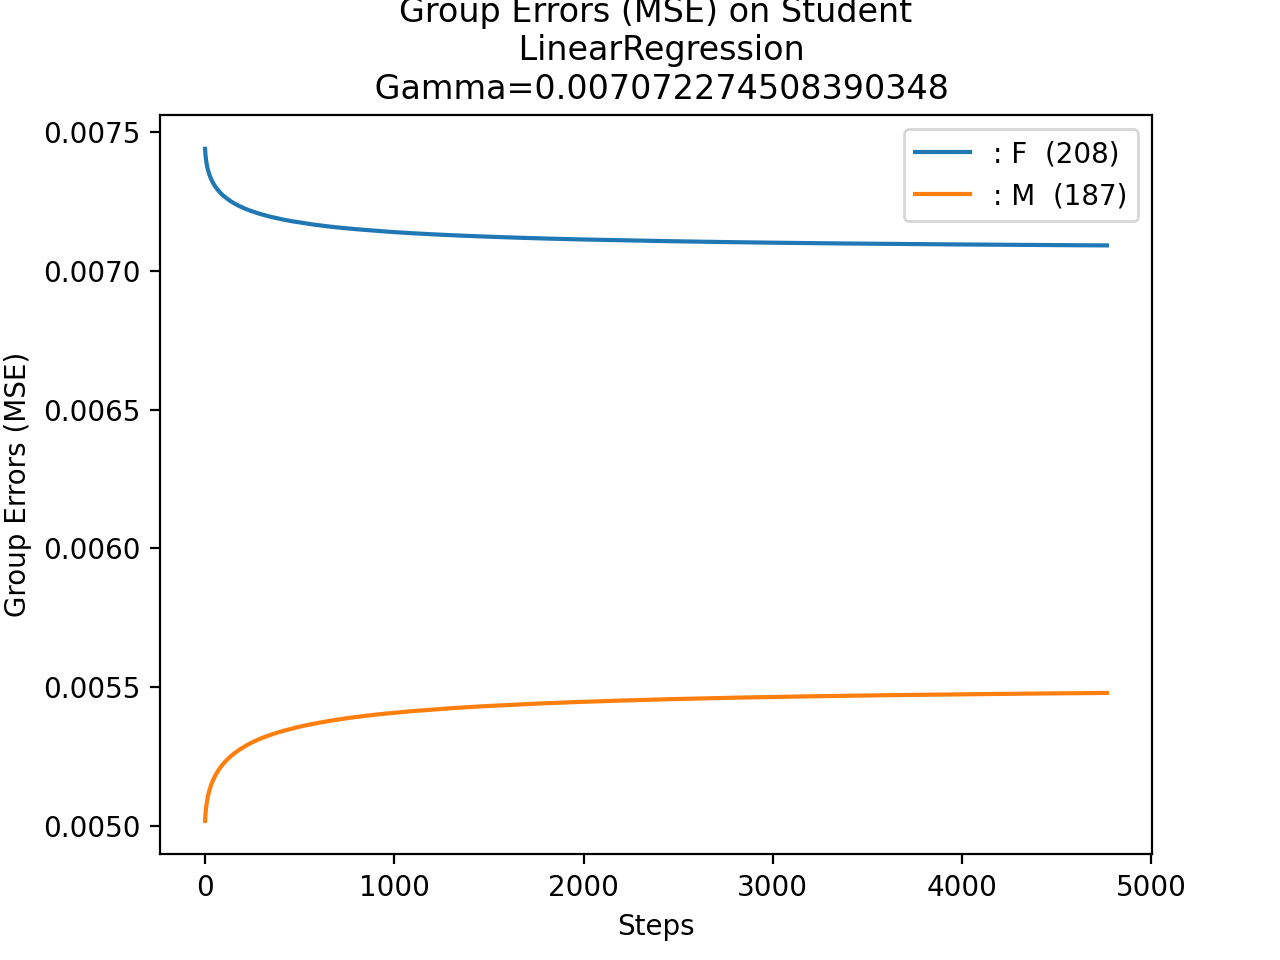 Group Errors (MSE) on Student
LinearRegression
Gamma=0.007072274508390348
: F (208)
: M (187)
0.0075
0.0070
0.0065
0.0060
0.0055
0.0050
Group Errors (MSE)
0 1000 2000 3000 4000 5000
Steps